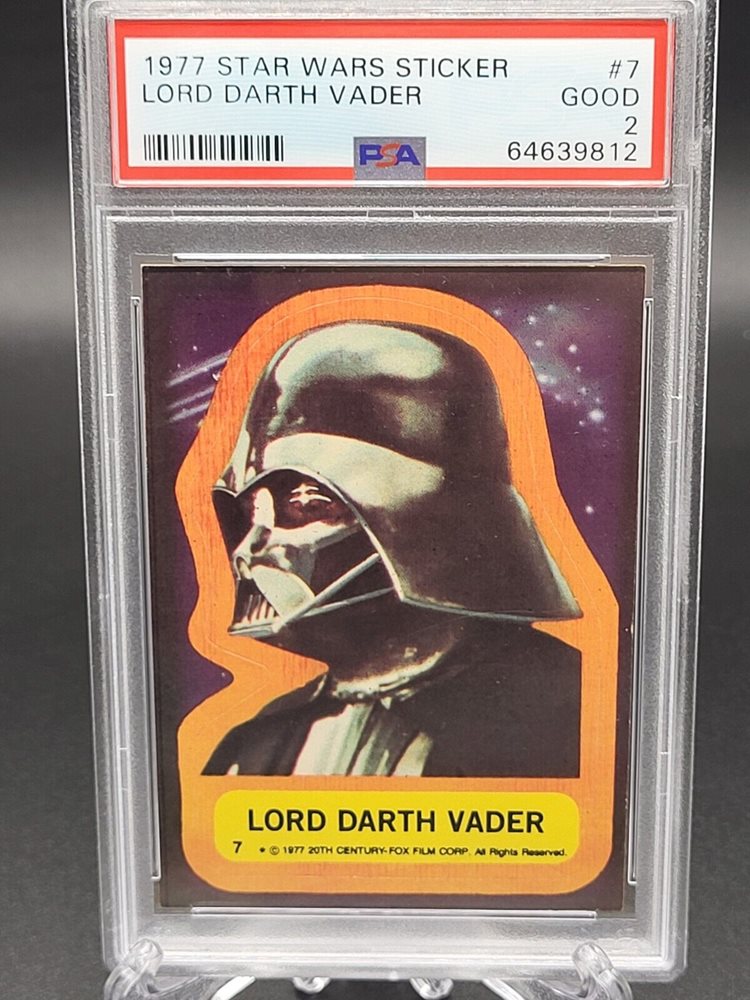 1977 STAR WARS STICKER #7
LORD DARTH VADER GOOD
2
PSA 64639812
LORD DARTH VADER
7 * © 1977 20TH CENTURY-FOX FILM CORP. All Rights Reserved.